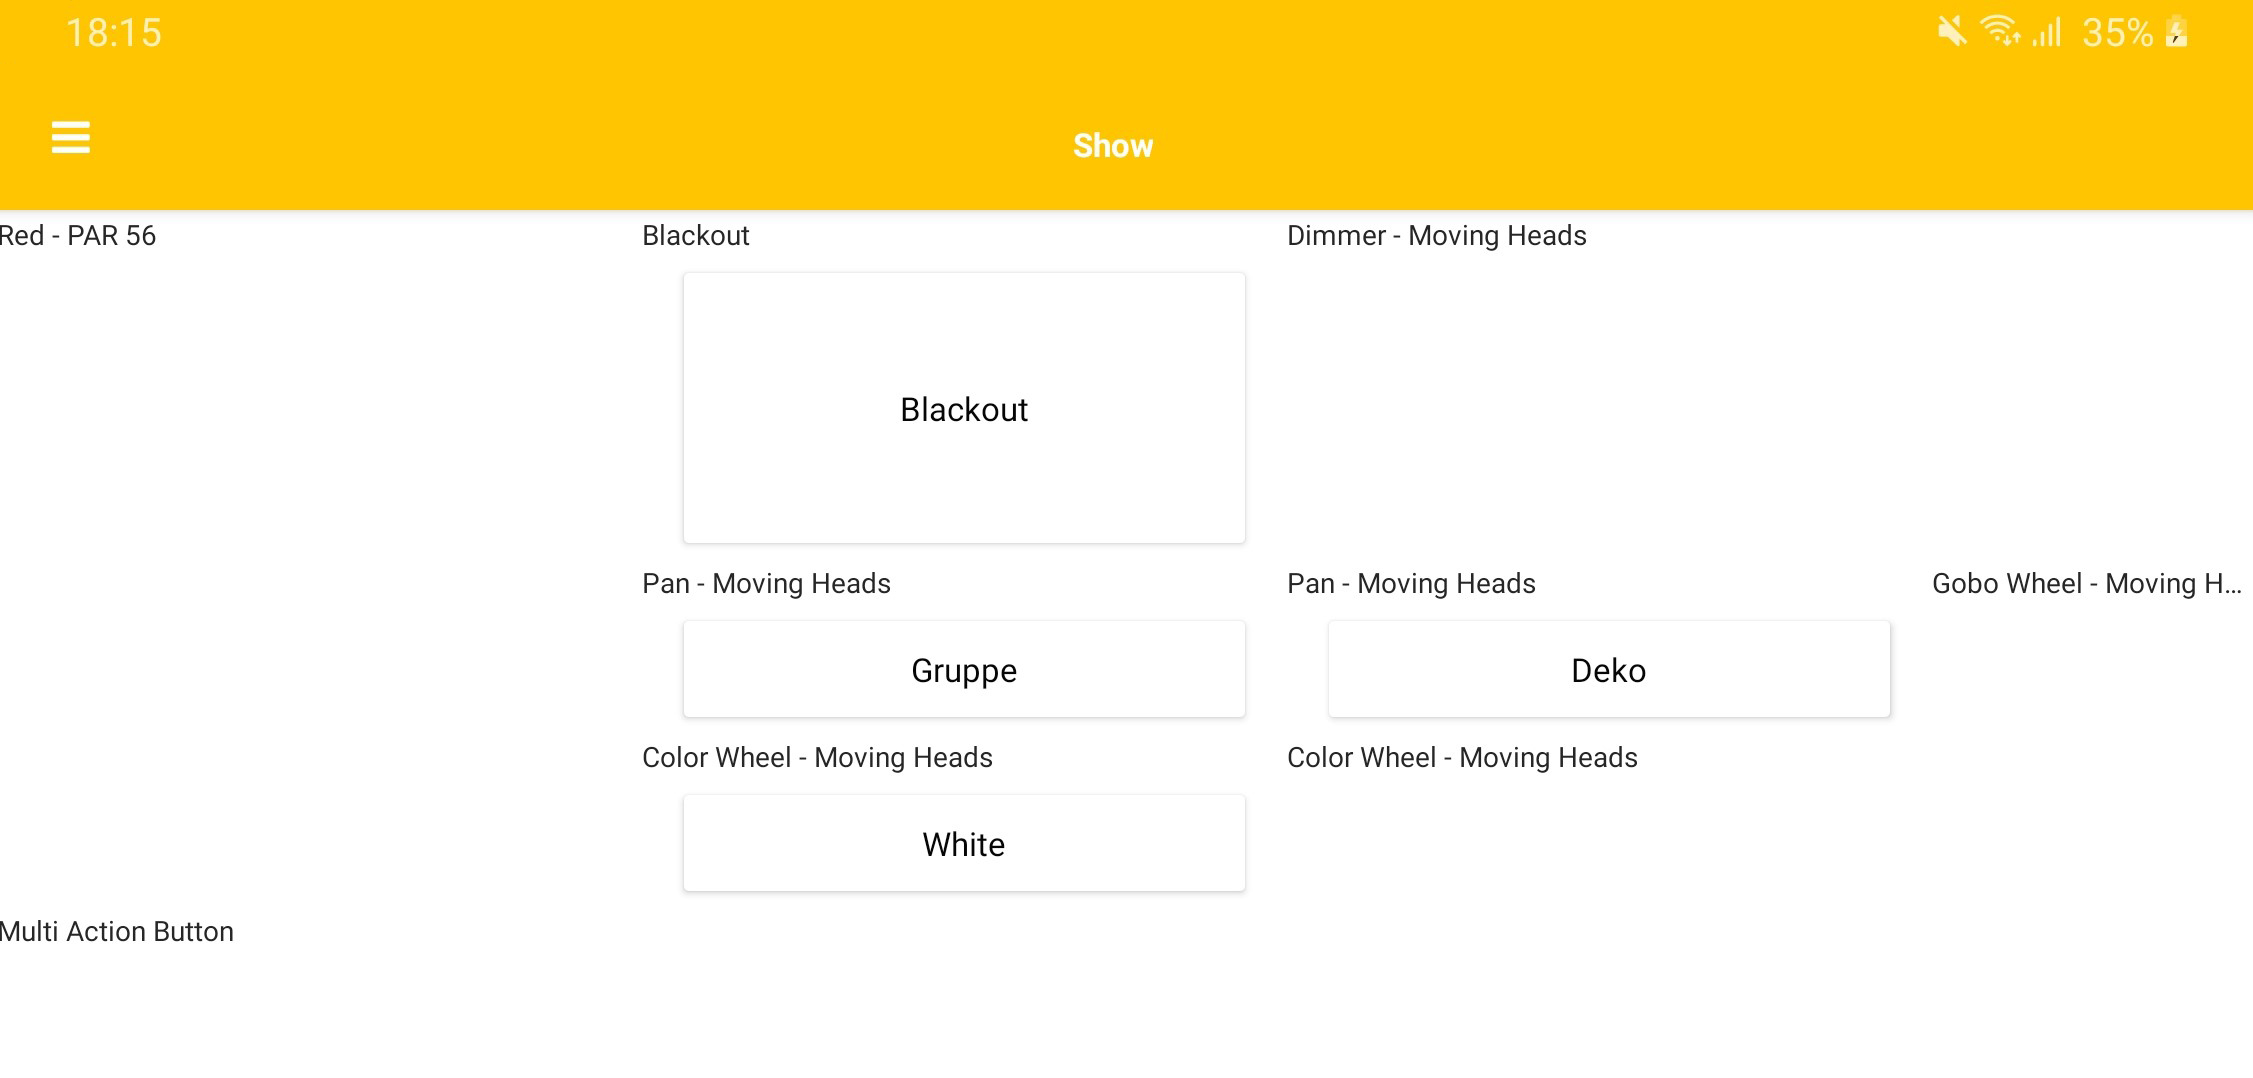 18:15
35%
Show
Red - PAR 56
Blackout
Dimmer - Moving Heads
Blackout
Pan - Moving Heads
Pan - Moving Heads
Gobo Wheel - Moving H...
Gruppe
Deko
Color Wheel - Moving Heads
Color Wheel - Moving Heads
White
Multi Action Button